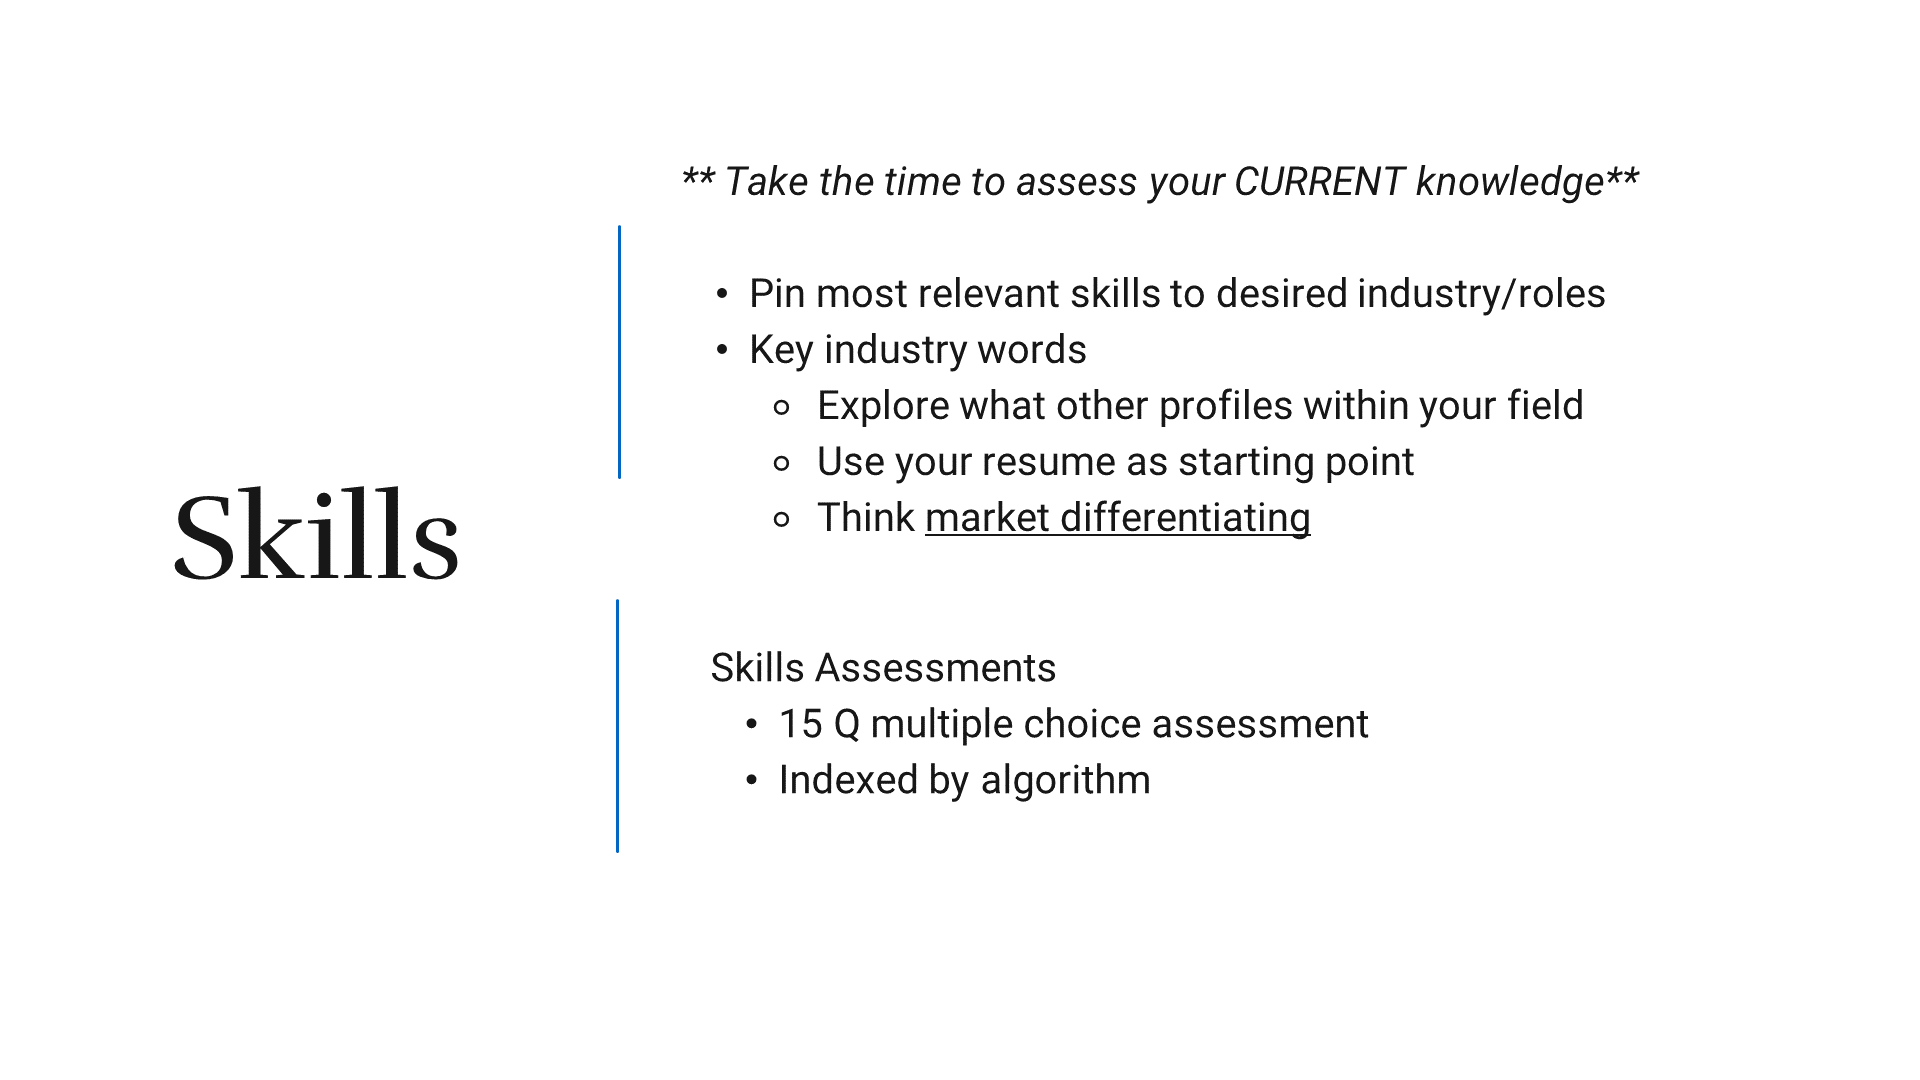 Skills
** Take the time to assess your CURRENT knowledge**
• Pin most relevant skills to desired industry/roles
• Key industry words
○ Explore what other profiles within your field
○ Use your resume as starting point
○ Think market differentiating
Skills Assessments
• 15 Q multiple choice assessment
• Indexed by algorithm